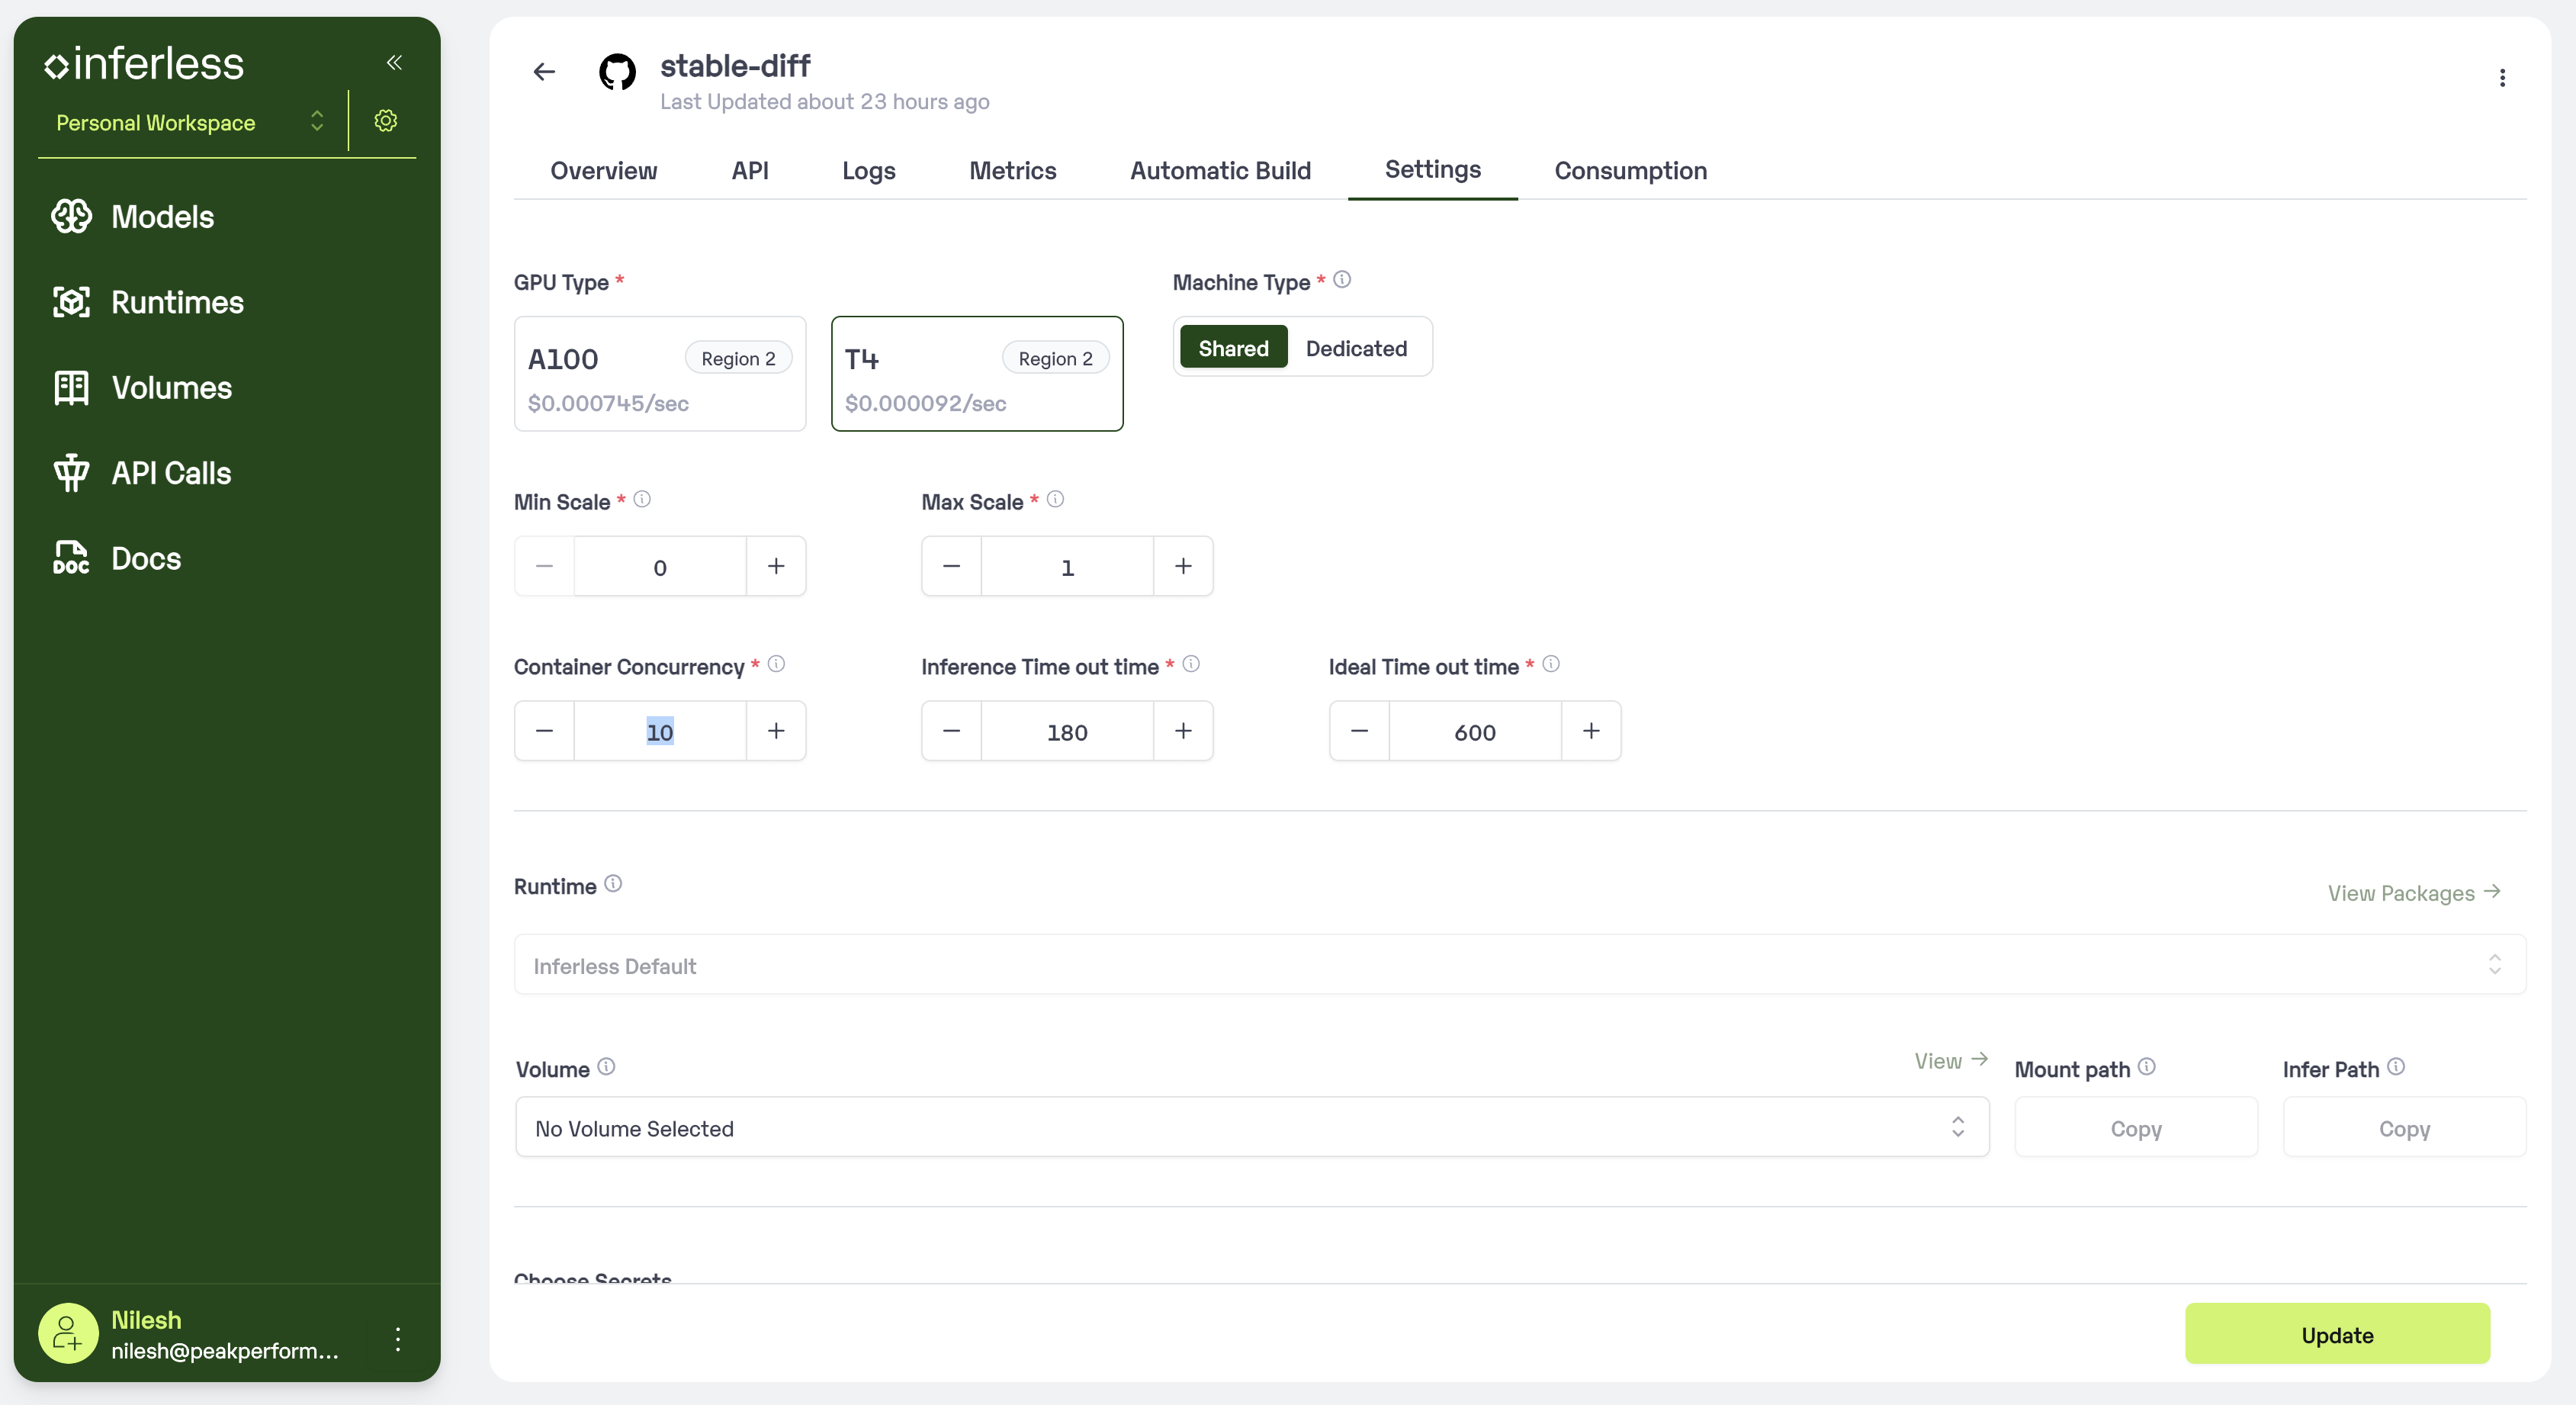 inferless
Personal Workspace
Models
Runtimes
Volumes
API Calls
DOC
Docs
Nilesh
nilesh@peakperform...
stable-diff
Last Updated about 23 hours ago
Overview API Logs Metrics Automatic Build Settings Consumption
GPU Type * Machine Type *
A100 Region 2 T4 Region 2 Shared Dedicated
$0.000745/sec $0.000092/sec
Min Scale * Max Scale *
0 1
Container Concurrency * Inference Time out time * Ideal Time out time *
10 180 600
Runtime View Packages
Inferless Default
Volume View Mount path Infer Path
No Volume Selected Copy Copy
Choose Secrets
Update